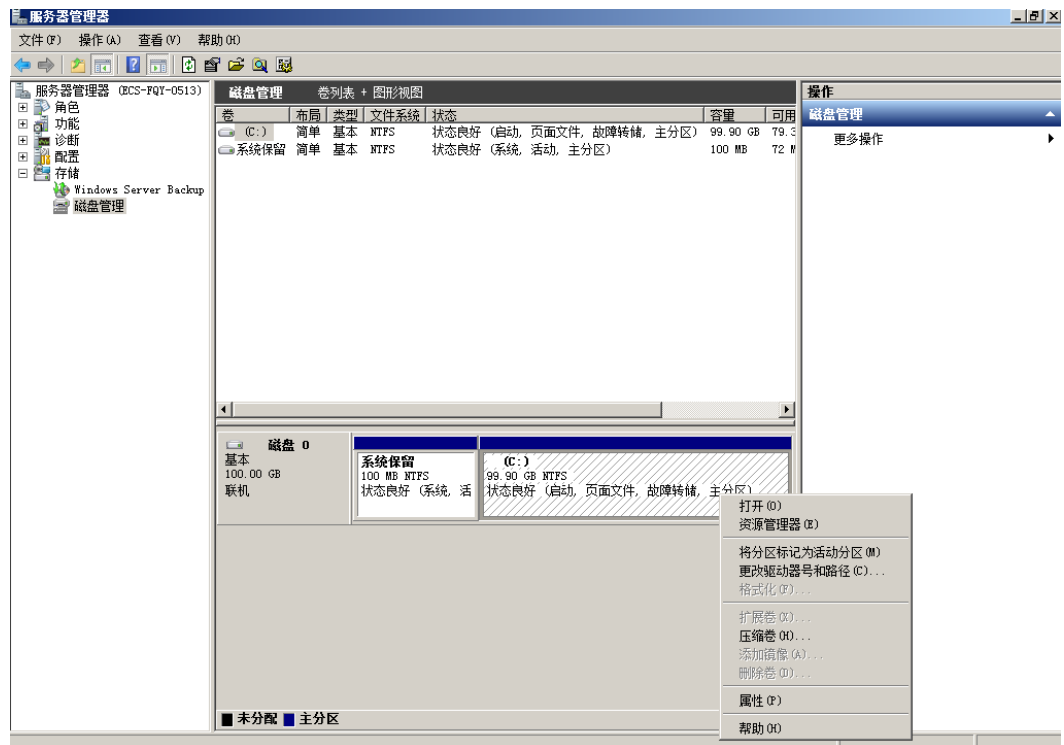 服务器管理器
文件(F) 操作(A) 查看(V) 帮助(H)
服务器管理器 (ECS-FQY-0513)
角色
功能
诊断
配置
存储
Windows Server Backup
磁盘管理
磁盘管理 卷列表 + 图形视图
卷 布局 类型 文件系统 状态 容量 可用
(C:) 简单 基本 NTFS 状态良好 (启动, 页面文件, 故障转储, 主分区) 99.90 GB 79.3
系统保留 简单 基本 NTFS 状态良好 (系统, 活动, 主分区) 100 MB 72 M
磁盘 0
基本
100.00 GB
联机
系统保留
100 MB NTFS
状态良好 (系统, 活
(C:)
99.90 GB NTFS
状态良好 (启动, 页面文件, 故障转储, 主分区)
未分配 主分区
操作
磁盘管理
更多操作
打开(O)
资源管理器(E)
将分区标记为活动分区(M)
更改驱动器号和路径(C)...
格式化(F)...
扩展卷(X)...
压缩卷(H)...
添加镜像(A)...
删除卷(D)...
属性(P)
帮助(H)